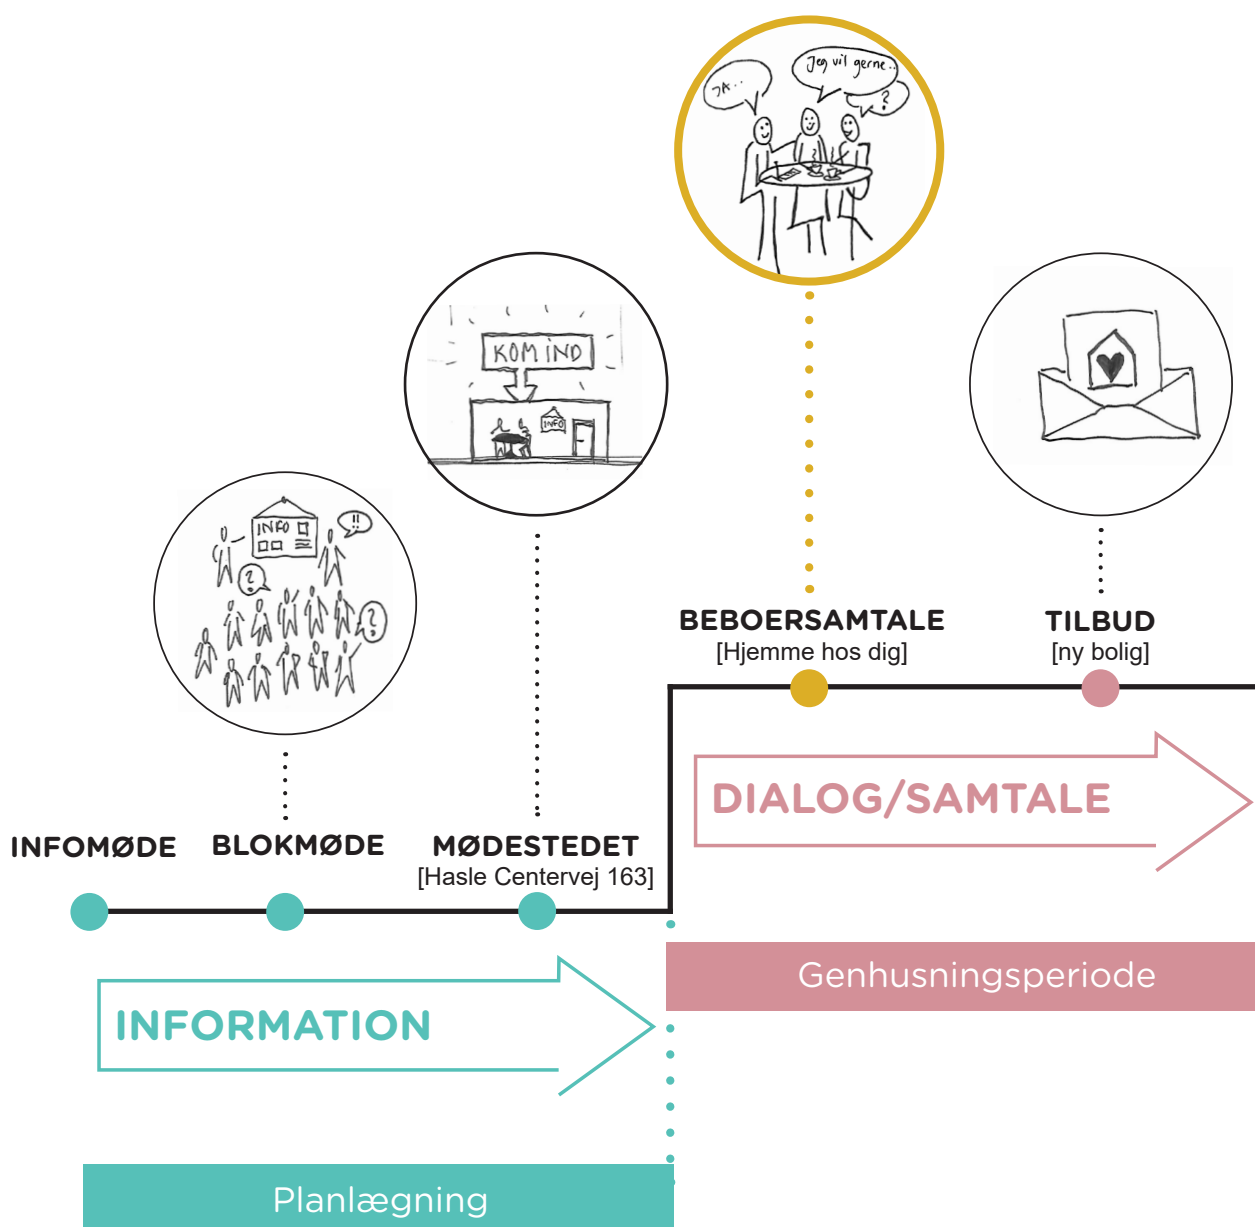 JA..
Jeg vil gerne..
?
KOM IND
INFO
INFO
!!
?
?
BEBOERSAMTALE
[Hjemme hos dig]
TILBUD
[ny bolig]
DIALOG/SAMTALE
INFOMØDE
BLOKMØDE
MØDESTEDET
[Hasle Centervej 163]
Genhusningsperiode
INFORMATION
Planlægning